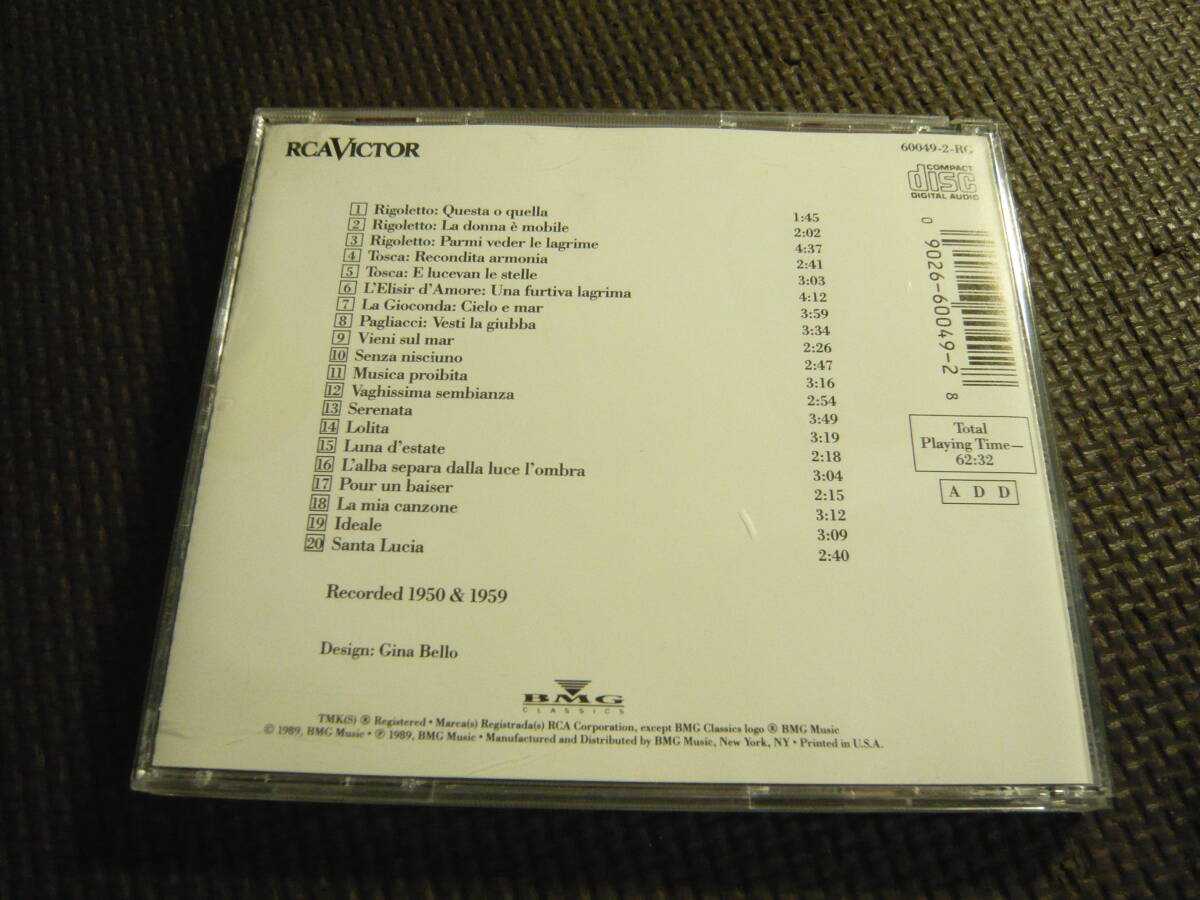 RCA VICTOR
60049-2-RG
COMPACT
disc
DIGITAL AUDIO
1 Rigoletto: Questa o quella 1:45
2 Rigoletto: La donna è mobile 2:02
3 Rigoletto: Parmi veder le lagrime 4:37
4 Tosca: Recondita armonia 2:41
5 Tosca: E lucevan le stelle 3:03
6 L'Elisir d'Amore: Una furtiva lagrima 4:12
7 La Gioconda: Cielo e mar 3:59
8 Pagliacci: Vesti la giubba 3:34
9 Vieni sul mar 2:26
10 Senza nisciuno 2:47
11 Musica proibita 3:16
12 Vaghissima sembianza 2:54
13 Serenata 3:49
14 Lolita 3:19
15 Luna d'estate 2:18
16 L'alba separa dalla luce l'ombra 3:04
17 Pour un baiser 2:15
18 La mia canzone 3:12
19 Ideale 3:09
20 Santa Lucia 2:40
0 9026-60049-2 8
Total
Playing Time—
62:32
A D D
Recorded 1950 & 1959
Design: Gina Bello
BMG
CLASSICS
TMK(S) ® Registered • Marca(s) Registrada(s) RCA Corporation, except BMG Classics logo ® BMG Music
© 1989, BMG Music • ℗ 1989, BMG Music • Manufactured and Distributed by BMG Music, New York, NY • Printed in U.S.A.